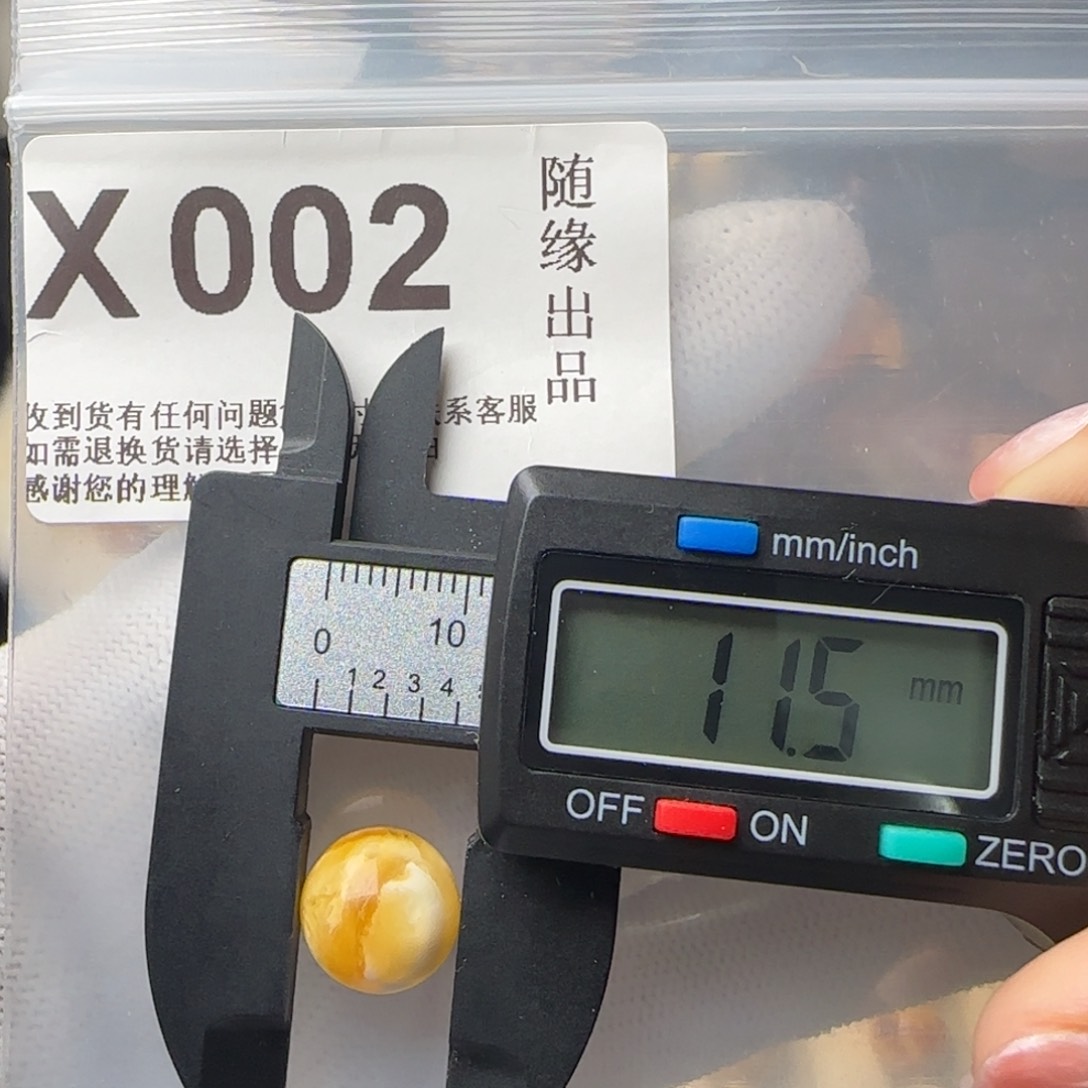 X 002
随缘出品
收到货有任何问题
系客服
如需退换货请选择
感谢您的理解
mm/inch
0 10
1 2 3 4
11.5 mm
OFF ON
ZERO